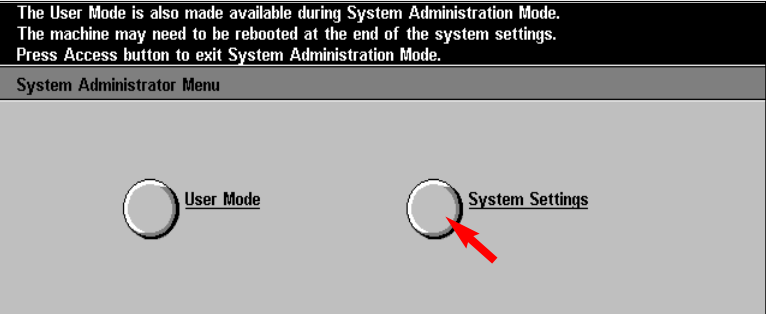 The User Mode is also made available during System Administration Mode.
The machine may need to be rebooted at the end of the system settings.
Press Access button to exit System Administration Mode.
System Administrator Menu
User Mode
System Settings